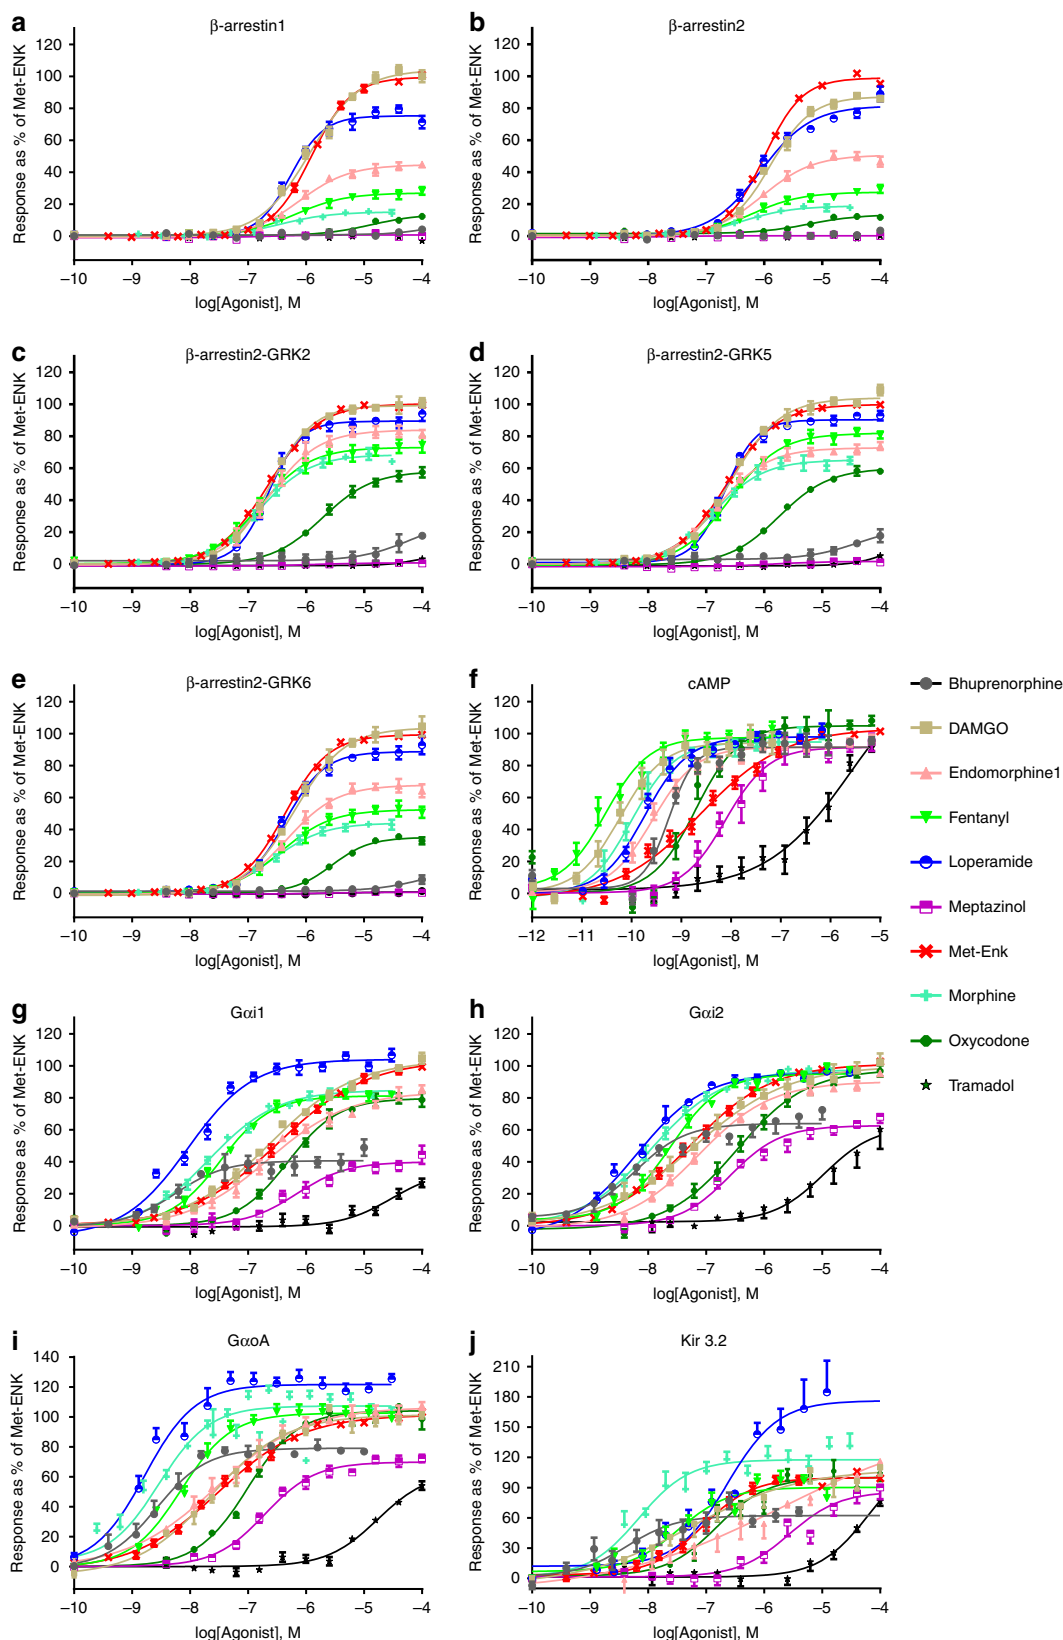 a
β-arrestin1
Response as % of Met-ENK
120
100
80
60
40
20
0
–10 –9 –8 –7 –6 –5 –4
log[Agonist], M
b
β-arrestin2
Response as % of Met-ENK
120
100
80
60
40
20
0
–10 –9 –8 –7 –6 –5 –4
log[Agonist], M
c
β-arrestin2-GRK2
Response as % of Met-ENK
120
100
80
60
40
20
0
–10 –9 –8 –7 –6 –5 –4
log[Agonist], M
d
β-arrestin2-GRK5
Response as % of Met-ENK
120
100
80
60
40
20
0
–10 –9 –8 –7 –6 –5 –4
log[Agonist], M
e
β-arrestin2-GRK6
Response as % of Met-ENK
120
100
80
60
40
20
0
–10 –9 –8 –7 –6 –5 –4
log[Agonist], M
f
cAMP
Response as % of Met-ENK
120
100
80
60
40
20
0
–12 –11 –10 –9 –8 –7 –6 –5
log[Agonist], M
Bhuprenorphine
DAMGO
Endomorphine1
Fentanyl
Loperamide
Meptazinol
Met-Enk
Morphine
Oxycodone
Tramadol
g
Gαi1
Response as % of Met-ENK
120
100
80
60
40
20
0
–10 –9 –8 –7 –6 –5 –4
log[Agonist], M
h
Gαi2
Response as % of Met-ENK
120
100
80
60
40
20
0
–10 –9 –8 –7 –6 –5 –4
log[Agonist], M
i
GαoA
Response as % of Met-ENK
140
120
100
80
60
40
20
0
–10 –9 –8 –7 –6 –5 –4
log[Agonist], M
j
Kir 3.2
Response as % of Met-ENK
210
180
150
120
90
60
30
0
–10 –9 –8 –7 –6 –5 –4
log[Agonist], M